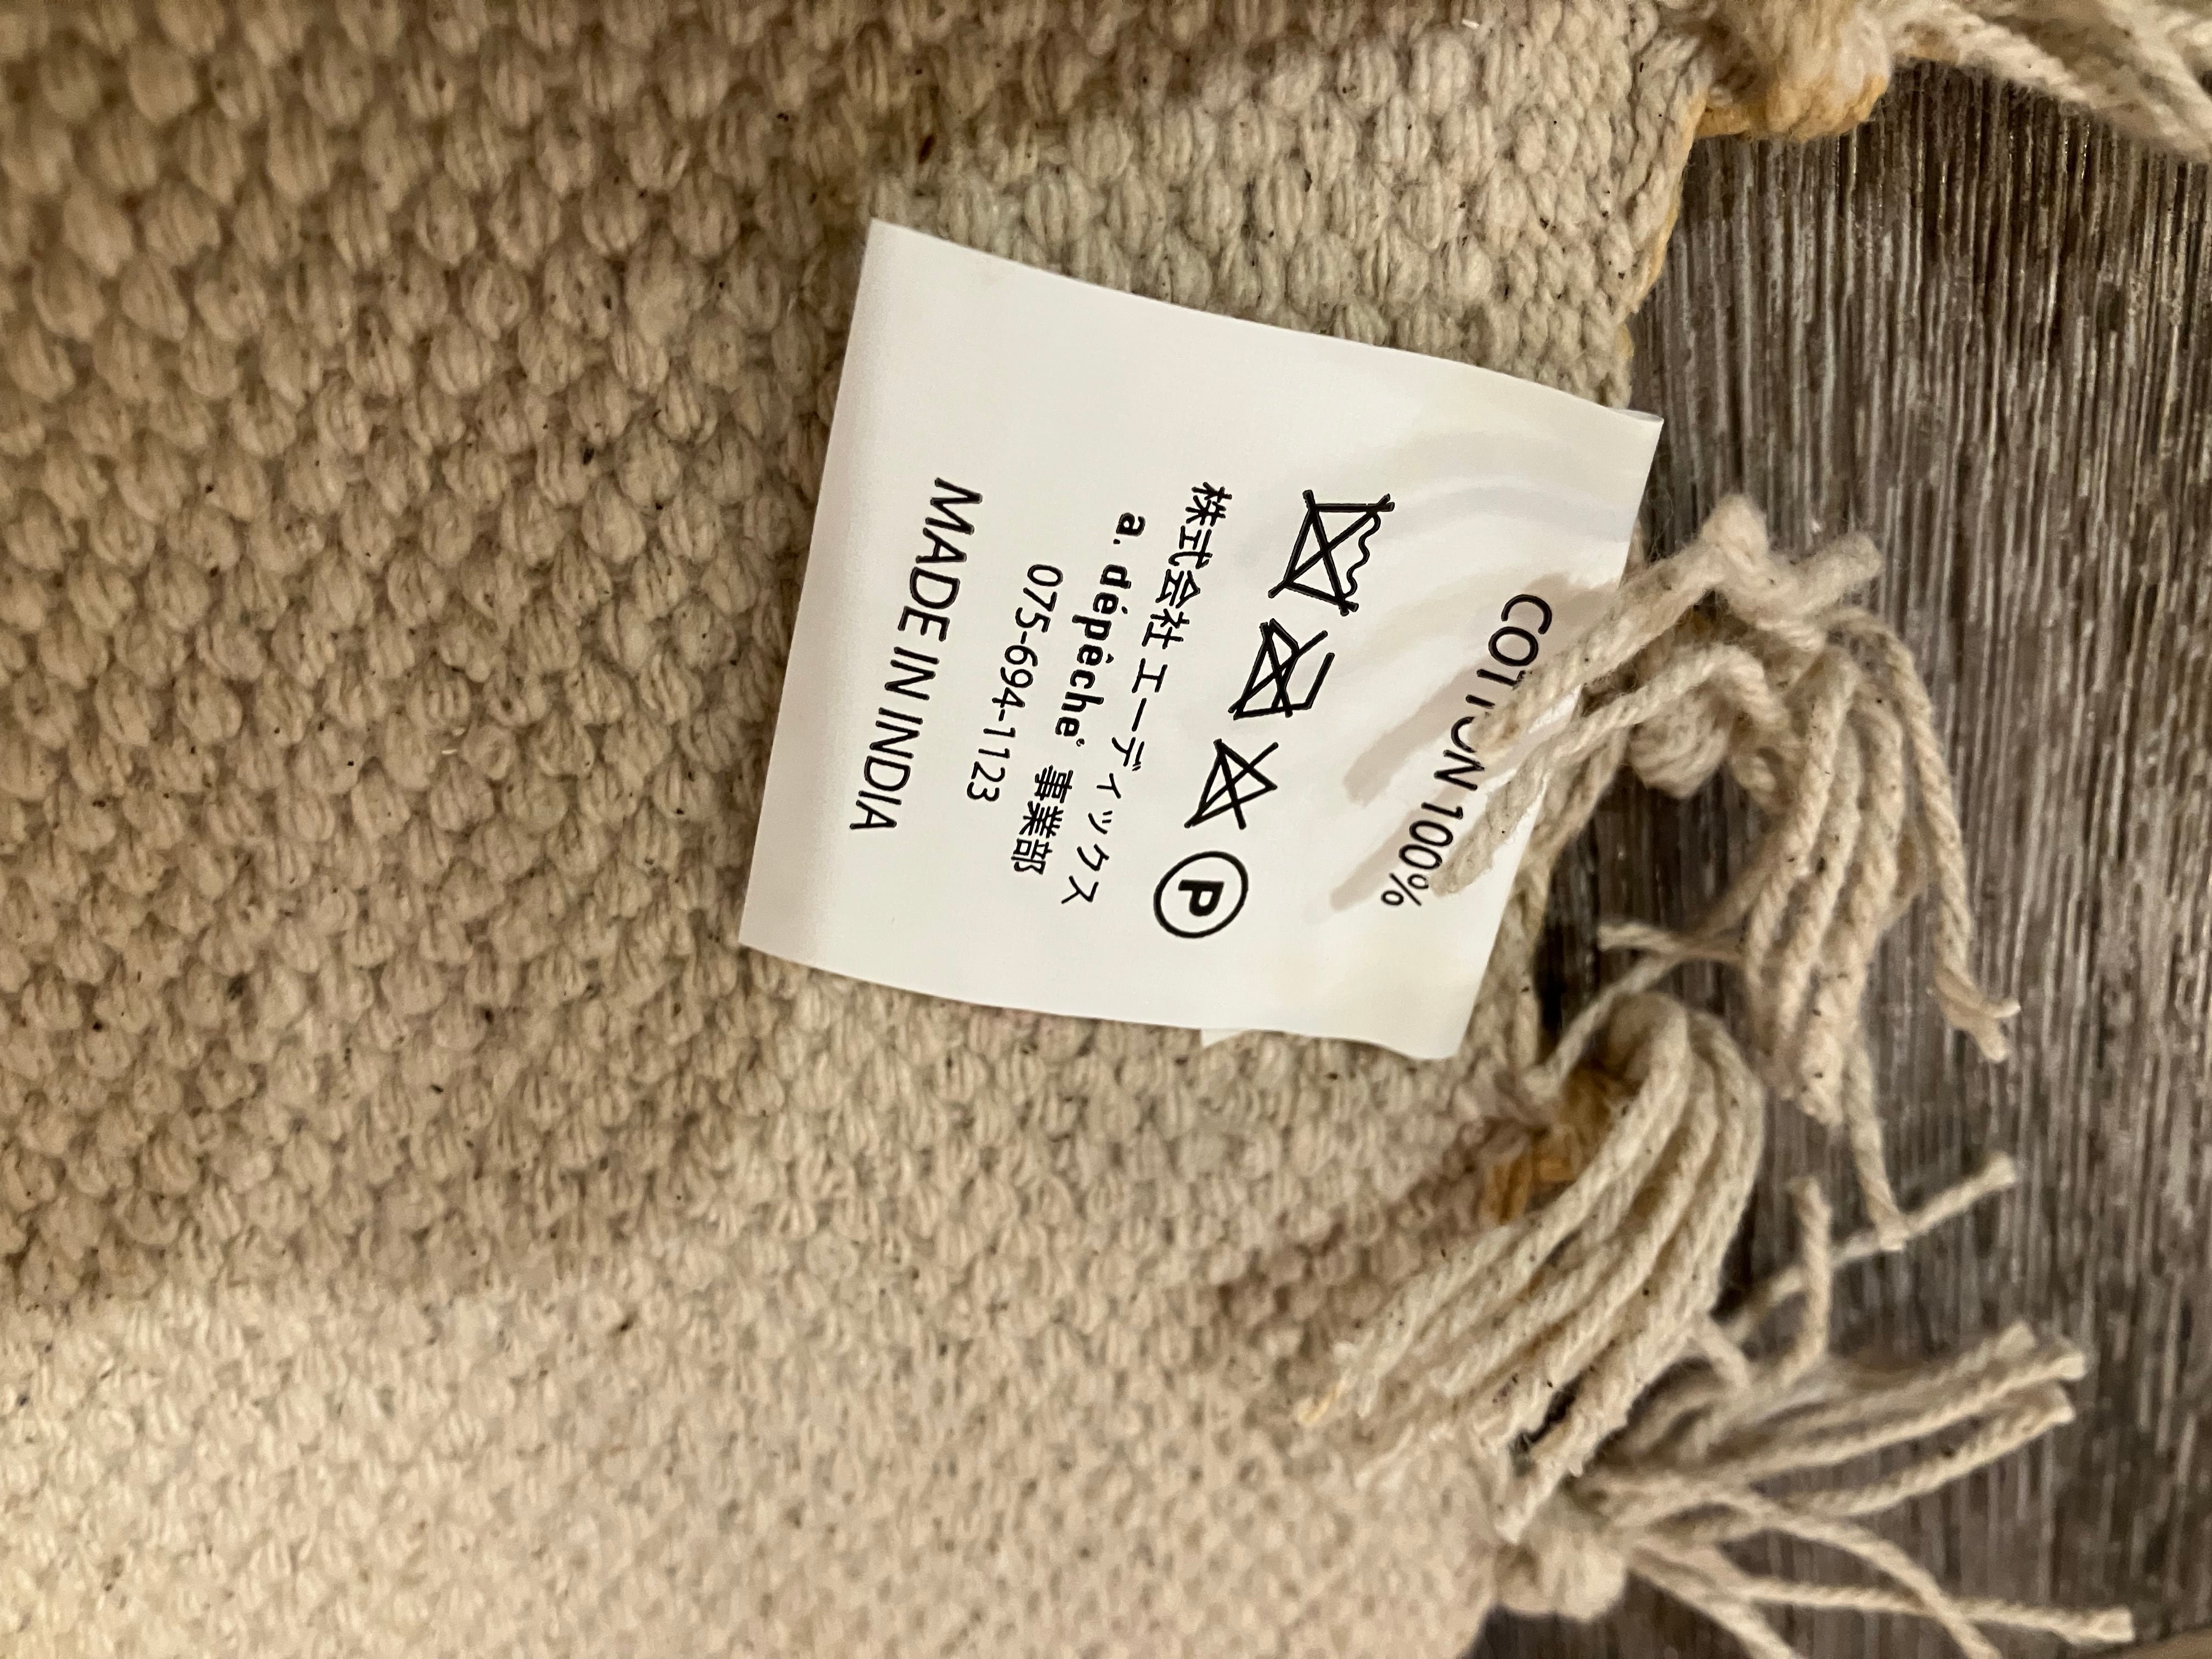 COTTON 100%
P
株式会社エーディックス
a.dépêche® 事業部
075-694-1123
MADE IN INDIA